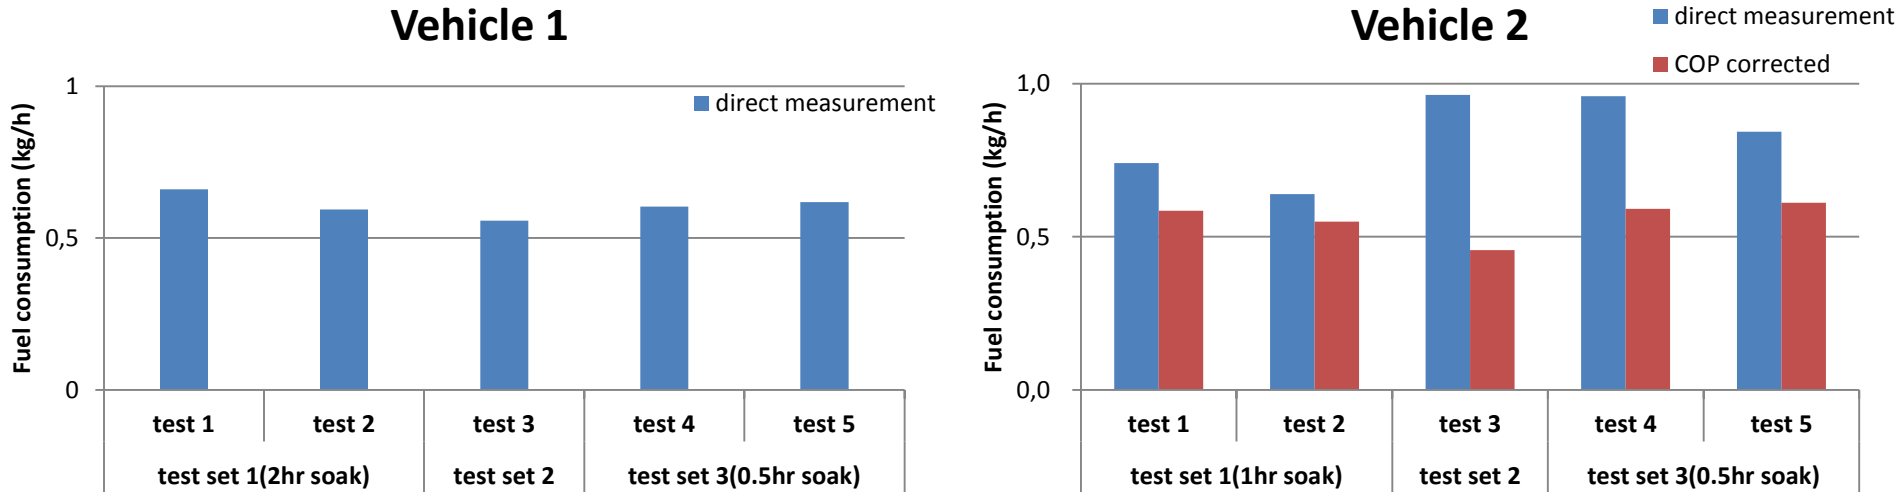 Vehicle 1
direct measurement
Fuel consumption (kg/h)
1
0,5
0
test 1
test 2
test 3
test 4
test 5
test set 1(2hr soak)
test set 2
test set 3(0.5hr soak)
Vehicle 2
direct measurement
COP corrected
Fuel consumption (kg/h)
1,0
0,5
0,0
test 1
test 2
test 3
test 4
test 5
test set 1(1hr soak)
test set 2
test set 3(0.5hr soak)